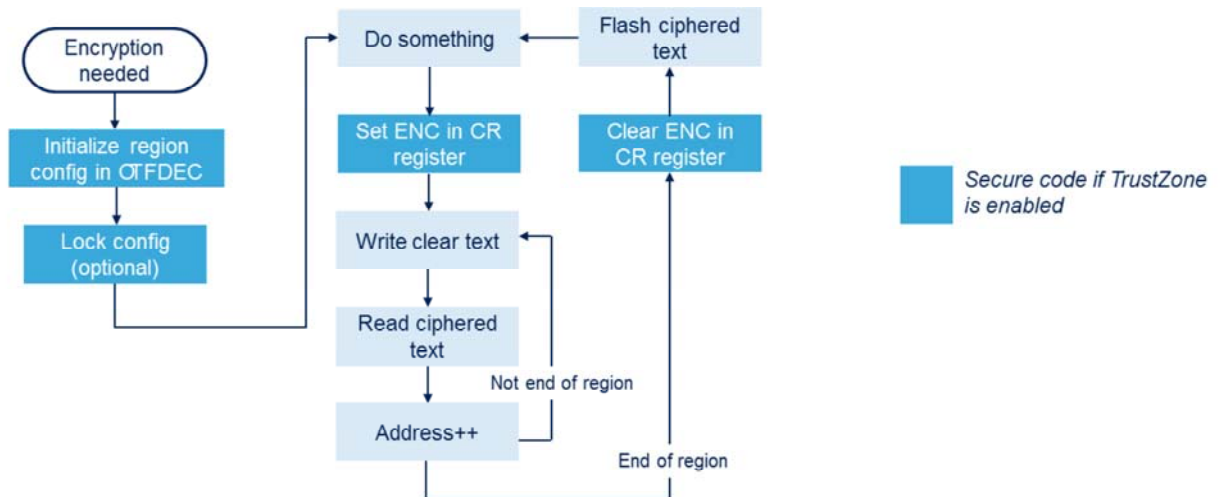 Encryption
needed
Initialize region
config in OTFDEC
Lock config
(optional)
Do something
Set ENC in CR
register
Write clear text
Read ciphered
text
Address++
Not end of region
End of region
Flash ciphered
text
Clear ENC in
CR register
Secure code if TrustZone
is enabled